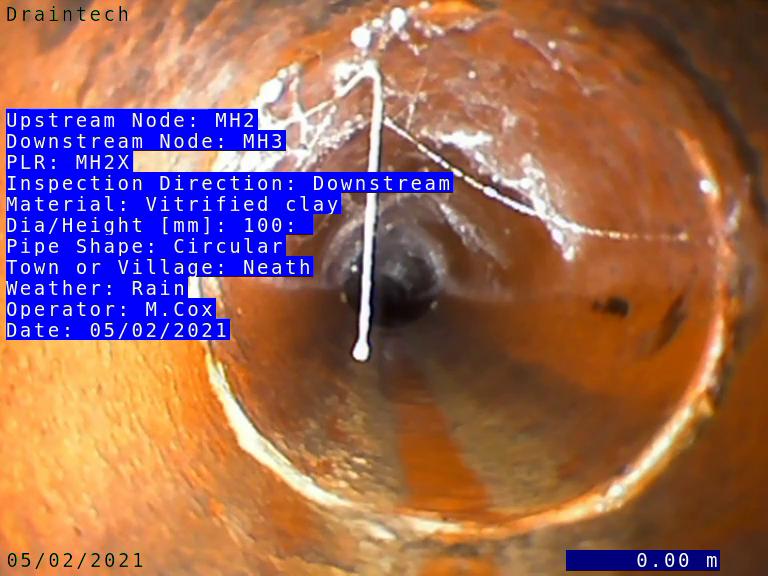 Draintech
Upstream Node: MH2
Downstream Node: MH3
PLR: MH2X
Inspection Direction: Downstream
Material: Vitrified clay
Dia/Height [mm]: 100:
Pipe Shape: Circular
Town or Village: Neath
Weather: Rain
Operator: M.Cox
Date: 05/02/2021
05/02/2021
0.00 m